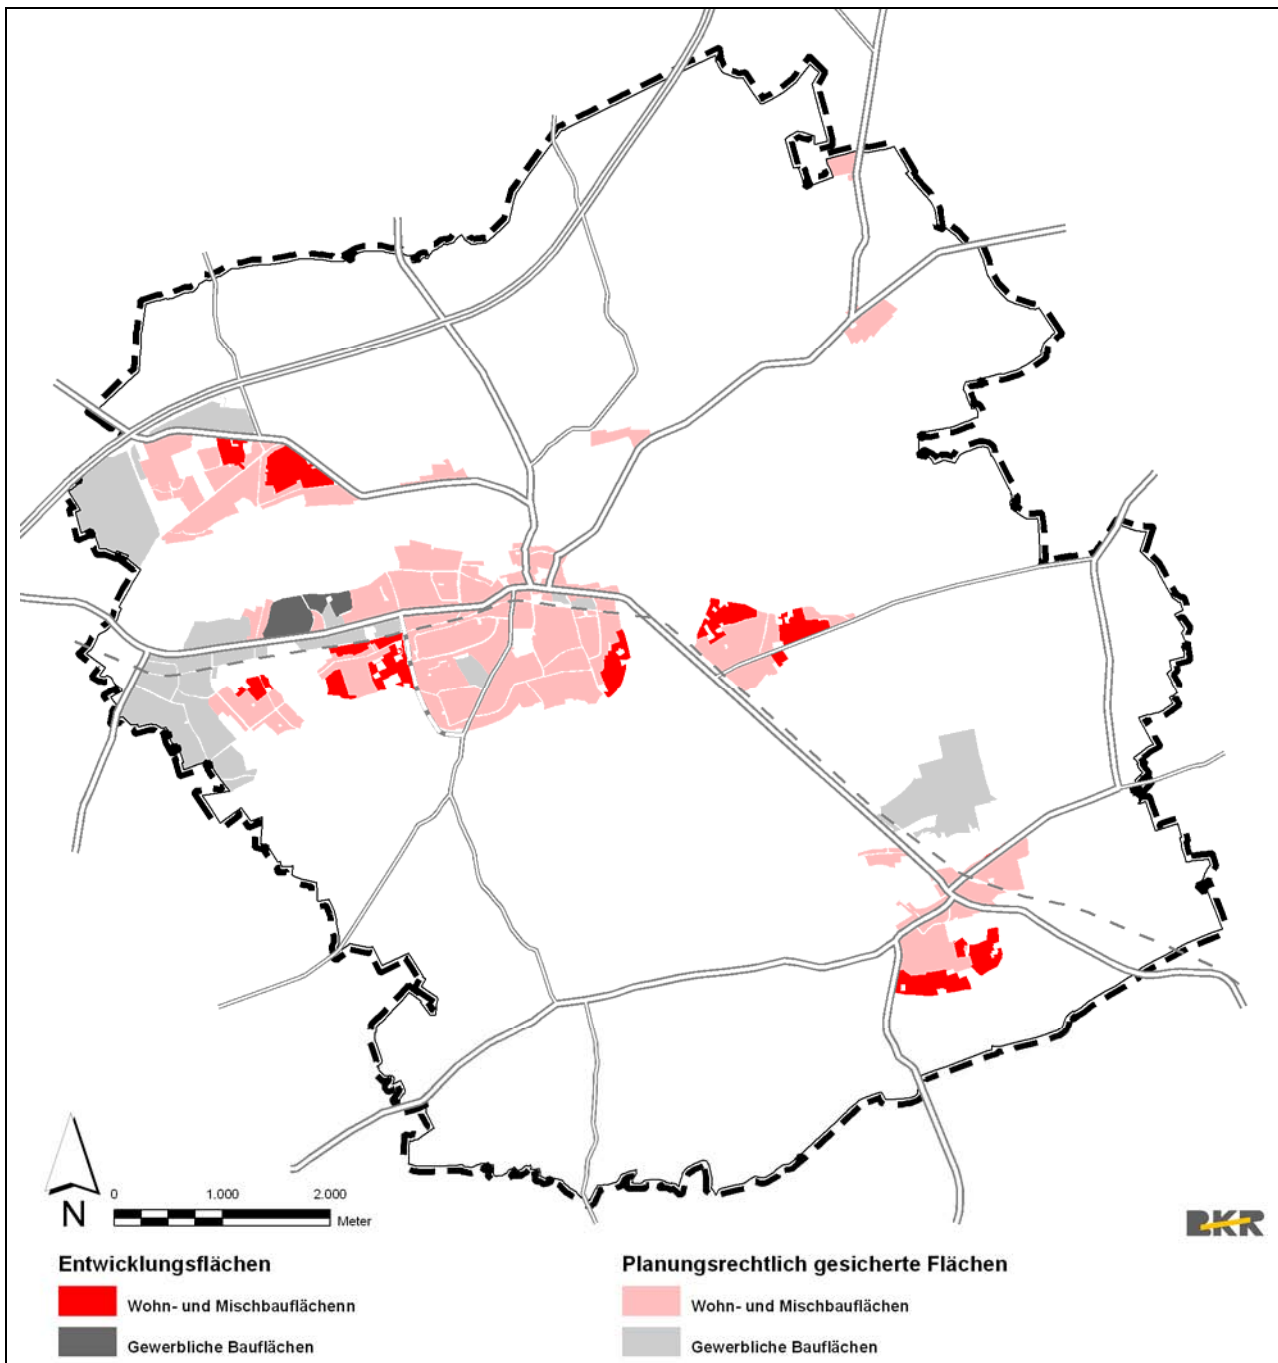 N
0 1.000 2.000
Meter
BKR
Entwicklungsflächen
Wohn- und Mischbauflächenn
Gewerbliche Bauflächen
Planungsrechtlich gesicherte Flächen
Wohn- und Mischbauflächen
Gewerbliche Bauflächen